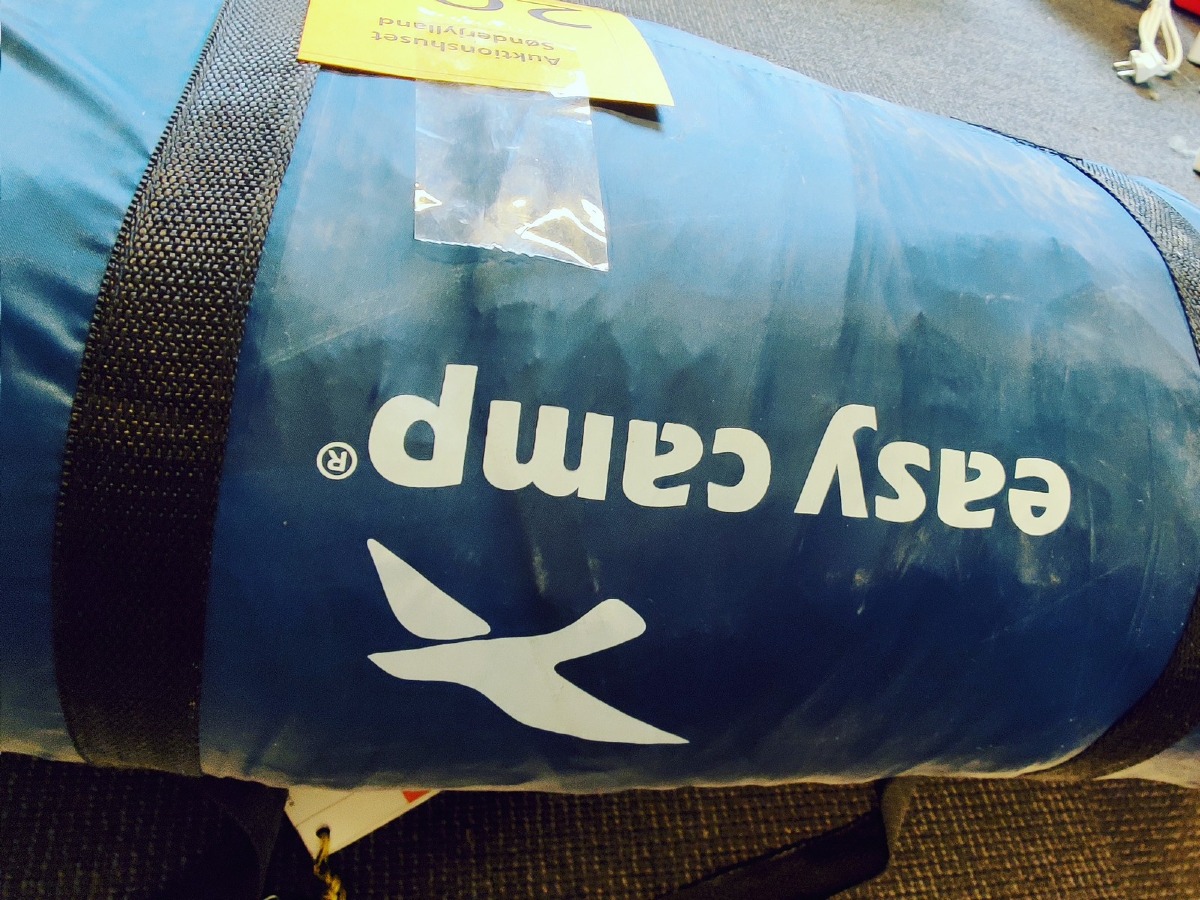 easy camp®
Auktionshuset
Sønderjylland